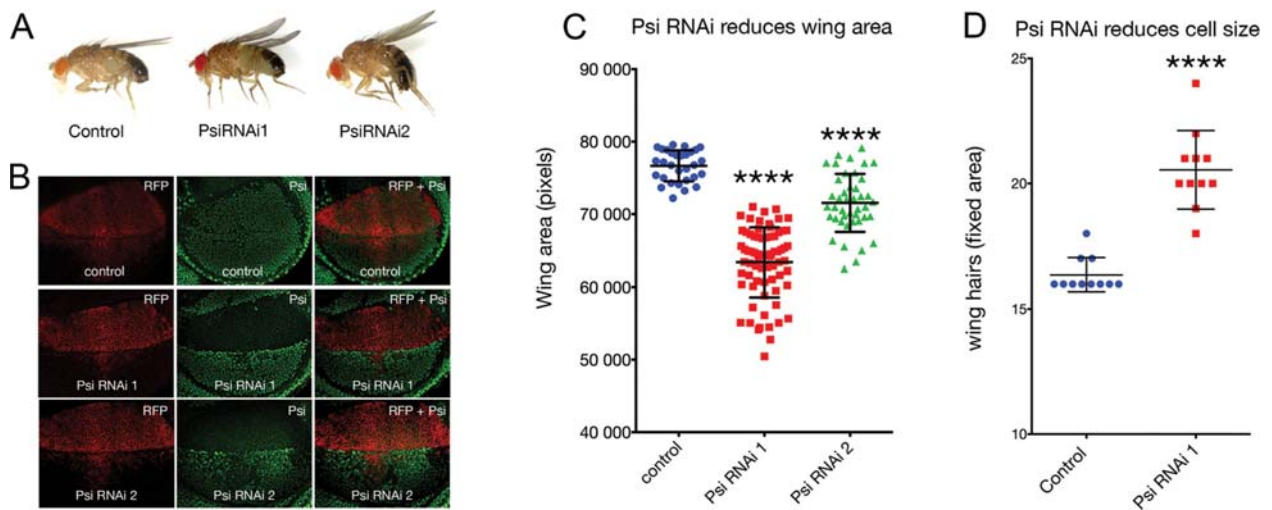 A
Control
PsiRNAi1
PsiRNAi2
B
RFP
Psi
RFP + Psi
control
control
control
RFP
Psi
RFP + Psi
Psi RNAi 1
Psi RNAi 1
Psi RNAi 1
RFP
Psi
RFP + Psi
Psi RNAi 2
Psi RNAi 2
Psi RNAi 2
C
Psi RNAi reduces wing area
Wing area (pixels)
90 000
80 000
70 000
60 000
50 000
40 000
****
****
control
Psi RNAi 1
Psi RNAi 2
D
Psi RNAi reduces cell size
wing hairs (fixed area)
25
20
15
10
****
Control
Psi RNAi 1